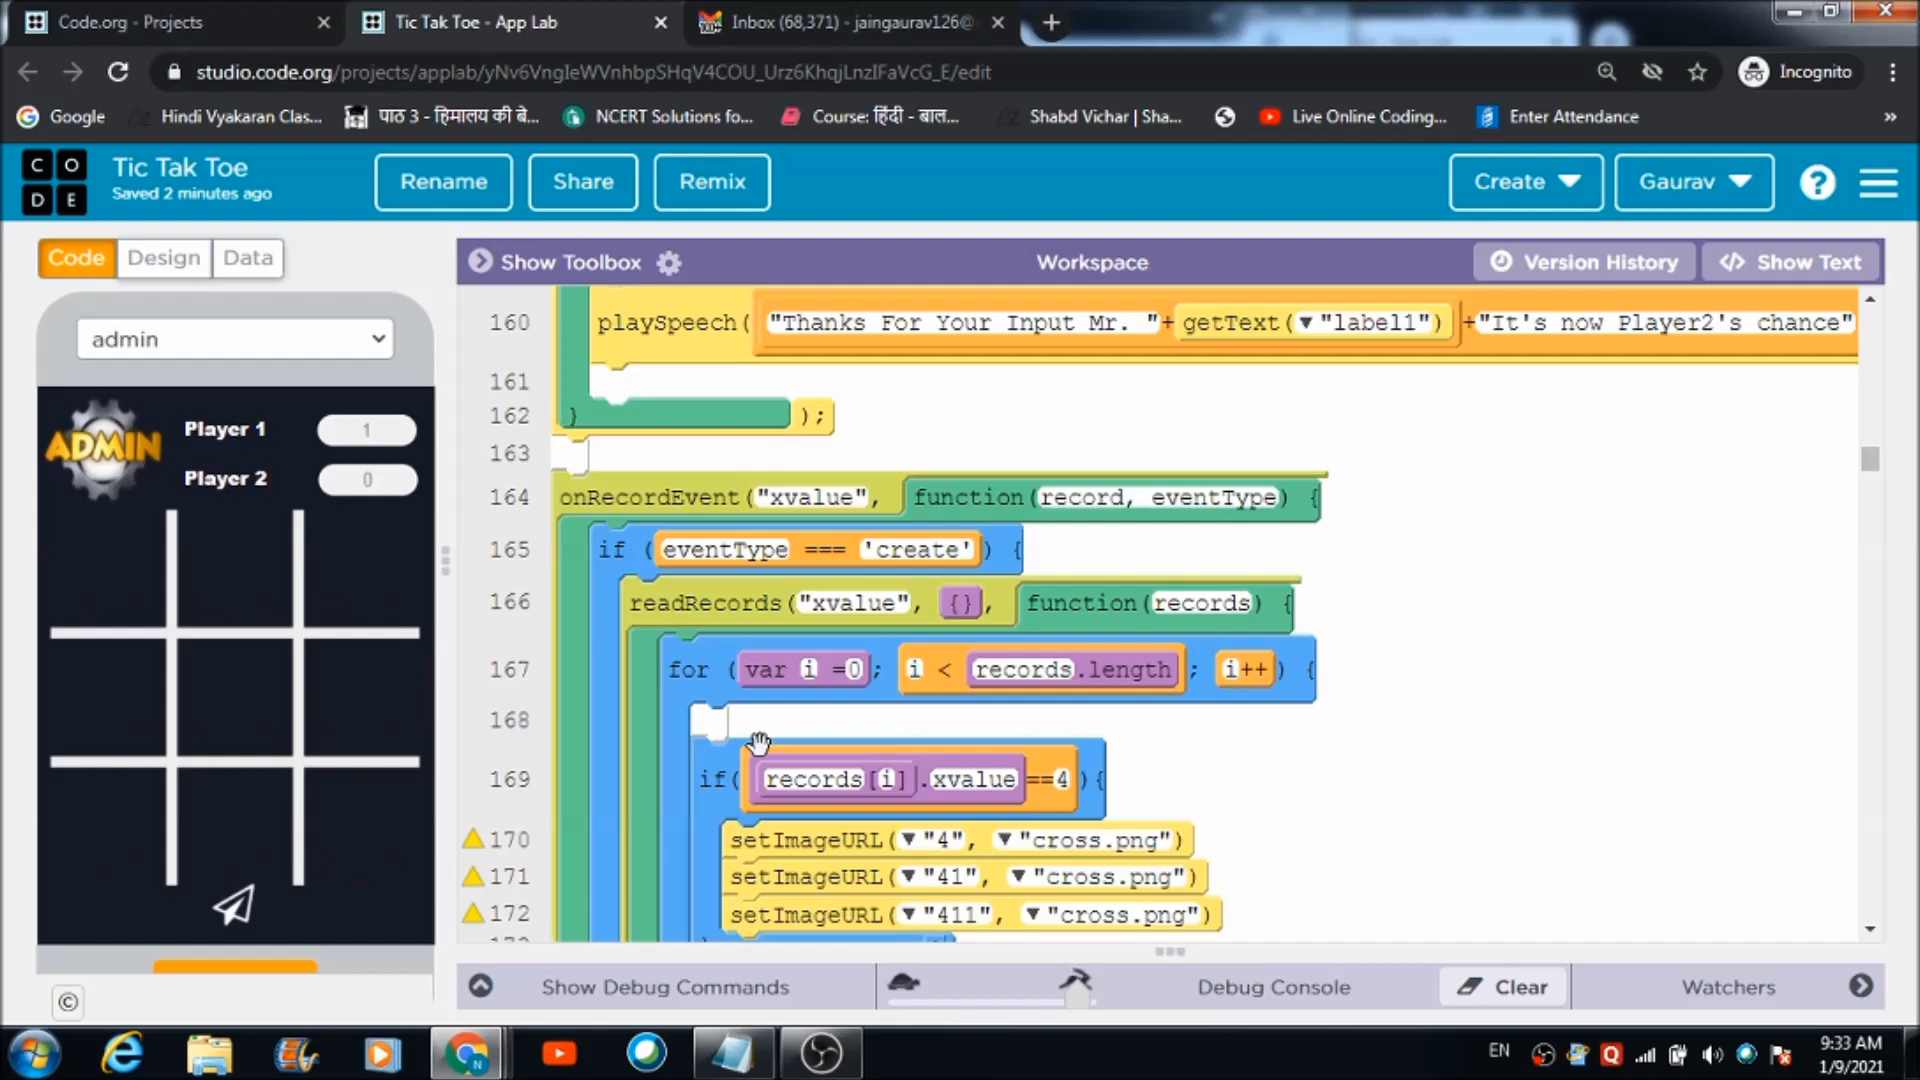 Code.org - Projects
Tic Tak Toe - App Lab
Inbox (68,371) - jaingaurav126@
studio.code.org/projects/applab/yNv6VngIeWVnhbpSHqV4COU_Urz6KhqjLnzIFaVcG_E/edit
Incognito
Google
Hindi Vyakaran Clas...
पाठ 3 - हिमालय की बे...
NCERT Solutions fo...
Course: हिंदी - बाल...
Shabd Vichar | Sha...
Live Online Coding...
Enter Attendance
»
C O
D E
Tic Tak Toe
Saved 2 minutes ago
Rename
Share
Remix
Create
Gaurav
?
Code
Design
Data
Show Toolbox
Workspace
Version History
</> Show Text
admin
ADMIN
Player 1
1
Player 2
0
160 playSpeech( "Thanks For Your Input Mr. "+ getText(▼"label1") +"It's now Player2's chance"
161
162 } );
163
164 onRecordEvent("xvalue", function(record, eventType) {
165 if (eventType === 'create') {
166 readRecords("xvalue", {}, function(records) {
167 for (var i =0; i < records.length; i++) {
168
169 if( records[i].xvalue==4 ){
170 setImageURL(▼"4", ▼"cross.png")
171 setImageURL(▼"41", ▼"cross.png")
172 setImageURL(▼"411", ▼"cross.png")
©
Show Debug Commands
Debug Console
Clear
Watchers
N
EN
Q
9:33 AM
1/9/2021